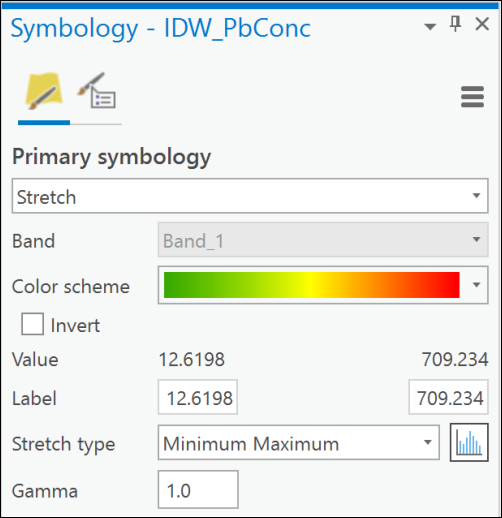 Symbology - IDW_PbConc
Primary symbology
Stretch
Band Band_1
Color scheme
Invert
Value 12.6198 709.234
Label 12.6198 709.234
Stretch type Minimum Maximum
Gamma 1.0